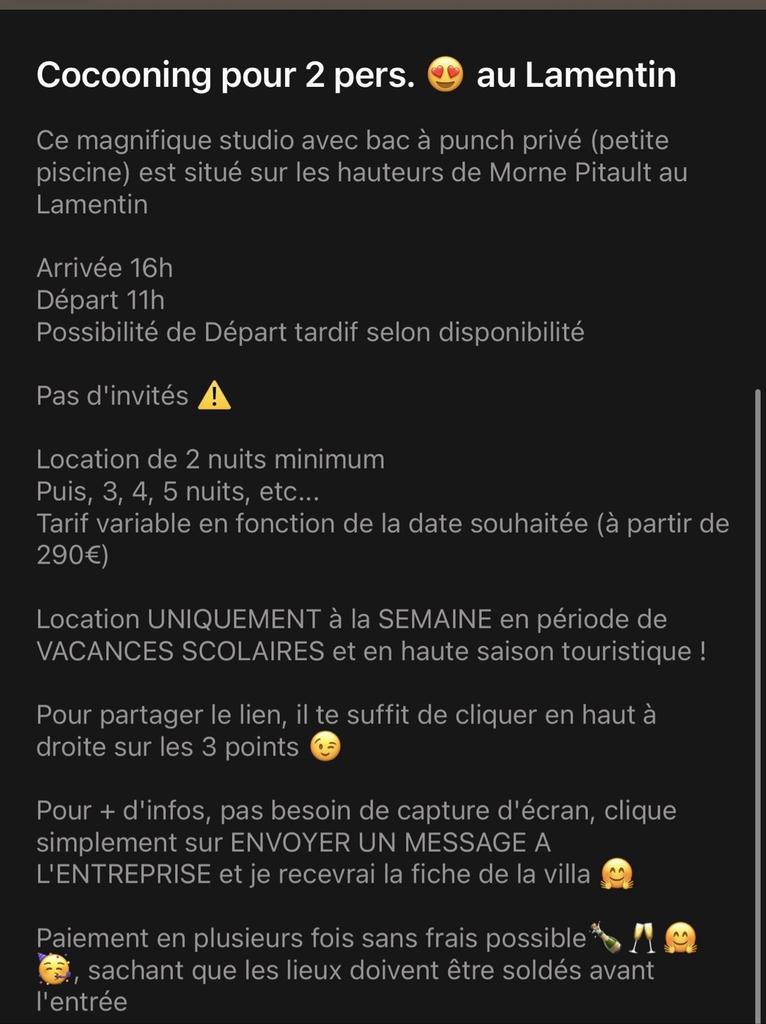 Cocooning pour 2 pers. 😍 au Lamentin
Ce magnifique studio avec bac à punch privé (petite
piscine) est situé sur les hauteurs de Morne Pitault au
Lamentin
Arrivée 16h
Départ 11h
Possibilité de Départ tardif selon disponibilité
Pas d'invités ⚠️
Location de 2 nuits minimum
Puis, 3, 4, 5 nuits, etc...
Tarif variable en fonction de la date souhaitée (à partir de
290€)
Location UNIQUEMENT à la SEMAINE en période de
VACANCES SCOLAIRES et en haute saison touristique !
Pour partager le lien, il te suffit de cliquer en haut à
droite sur les 3 points 😉
Pour + d'infos, pas besoin de capture d'écran, clique
simplement sur ENVOYER UN MESSAGE A
L'ENTREPRISE et je recevrai la fiche de la villa 🤗
Paiement en plusieurs fois sans frais possible🍾🥂🤗
🥳, sachant que les lieux doivent être soldés avant
l'entrée